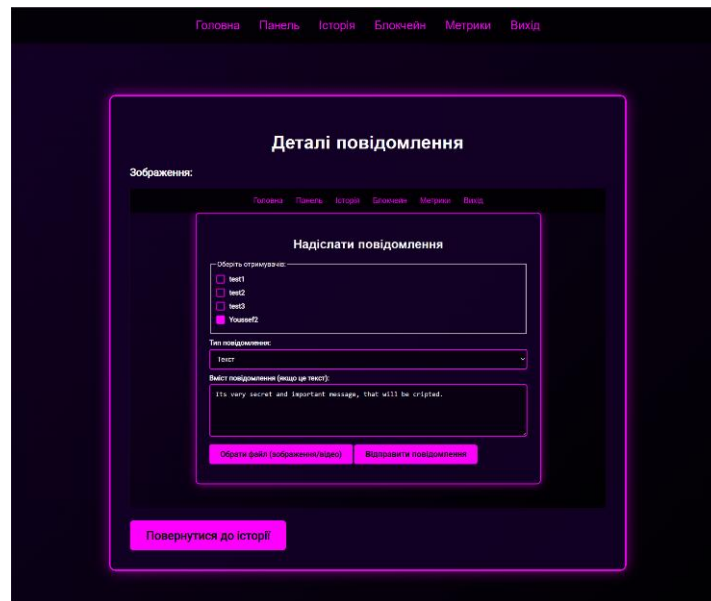 Головна Панель Історія Блокчейн Метрики Вихід
Деталі повідомлення
Зображення:
Головна Панель Історія Блокчейн Метрики Вихід
Надіслати повідомлення
Оберіть отримувачів:
test1
test2
test3
Youssef2
Тип повідомлення:
Текст
Вміст повідомлення (якщо це текст):
Its very secret and important message, that will be cripted.
Обрати файл (зображення/відео) Відправити повідомлення
Повернутися до історії